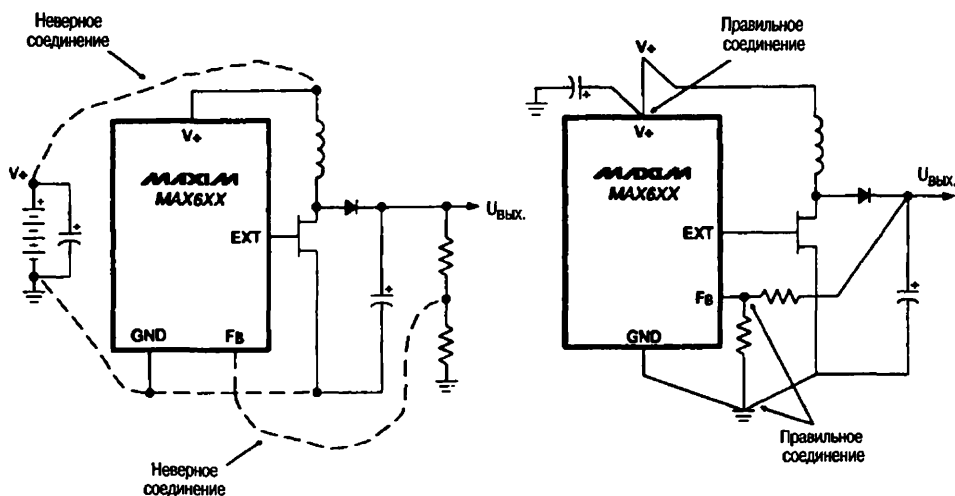 Неверное
соединение
V+
V+
MAXIM
MAX6XX
EXT
GND
FB
Uвых.
Неверное
соединение
Правильное
соединение
V+
V+
MAXIM
MAX6XX
EXT
FB
GND
Uвых.
Правильное
соединение